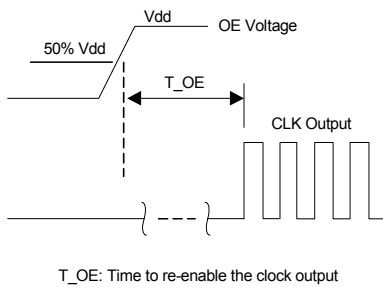 Vdd
OE Voltage
50% Vdd
T_OE
CLK Output
T_OE: Time to re-enable the clock output